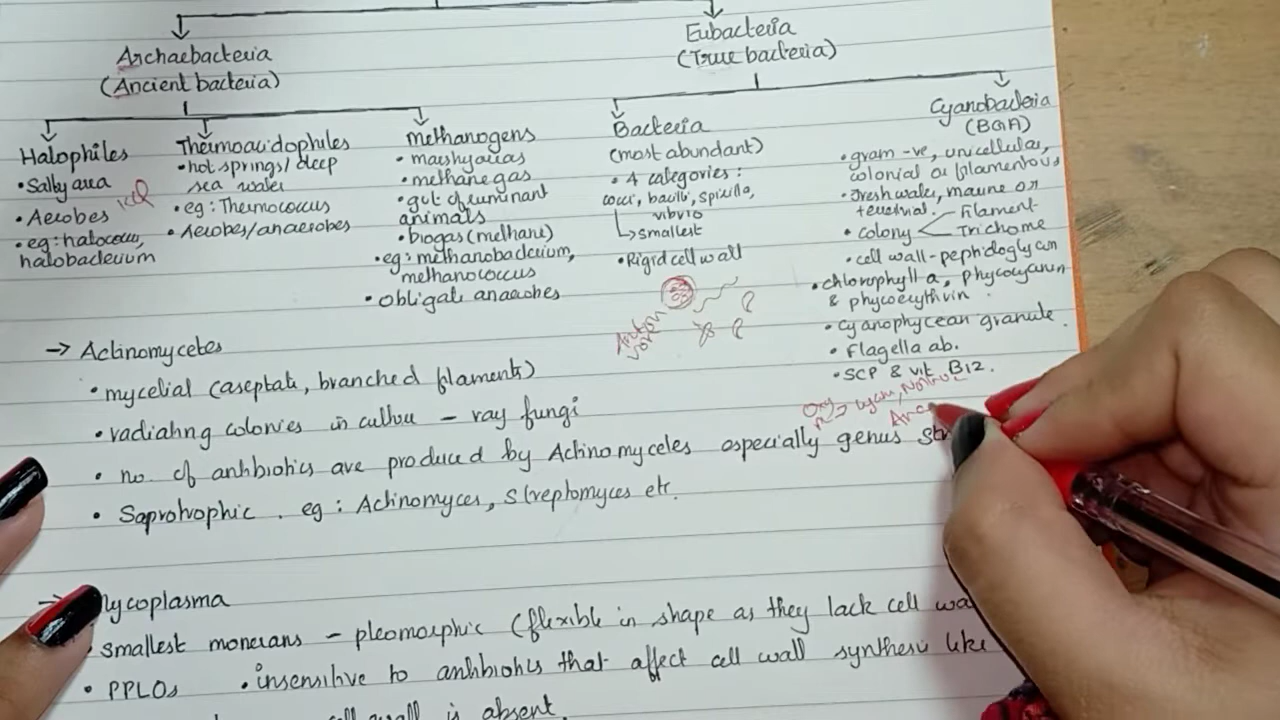 Archaebacteria
(Ancient bacteria)
Eubacteria
(True bacteria)
Halophiles
• Salty area
• Aerobes
• eg: halococcus,
halobacterium
Thermoacidophiles
• hot springs/ deep
sea water
• eg: Thermococcus
• Aerobes/anaerobes
Methanogens
• marshy areas
• methane gas
• gut of ruminant
animals
• biogas (methane)
• eg: methanobacterium,
methanococcus
• obligate anaerobes
Bacteria
(most abundant)
• 4 categories:
cocci, bacilli, spirilla,
vibrio
smallest
• Rigid cell wall
Cyanobacteria
(BGA)
• gram -ve, unicellular,
colonial or filamentous
• Fresh water, marine or
terrestrial.
• colony
Filament
Trichome
• cell wall - pephidoglycan
• chlorophyll a, phycocyanin
& phycoerythrin
• cyanophycean granule.
• Flagella ab.
• SCP & vit B12.
→ Actinomycetes
• mycelial (aseptate, branched filaments)
• radiating colonies in culture - ray fungi
• no. of antibiotics are produced by Actinomycetes especially genus
• Saprotrophic. eg: Actinomyces, Streptomyces etc.
ycoplasma
smallest monerans - pleomorphic (flexible in shape as they lack cell wa
• PPLOs • insensitive to antibiotics that affect cell wall synthesis like
cell wall is absent.